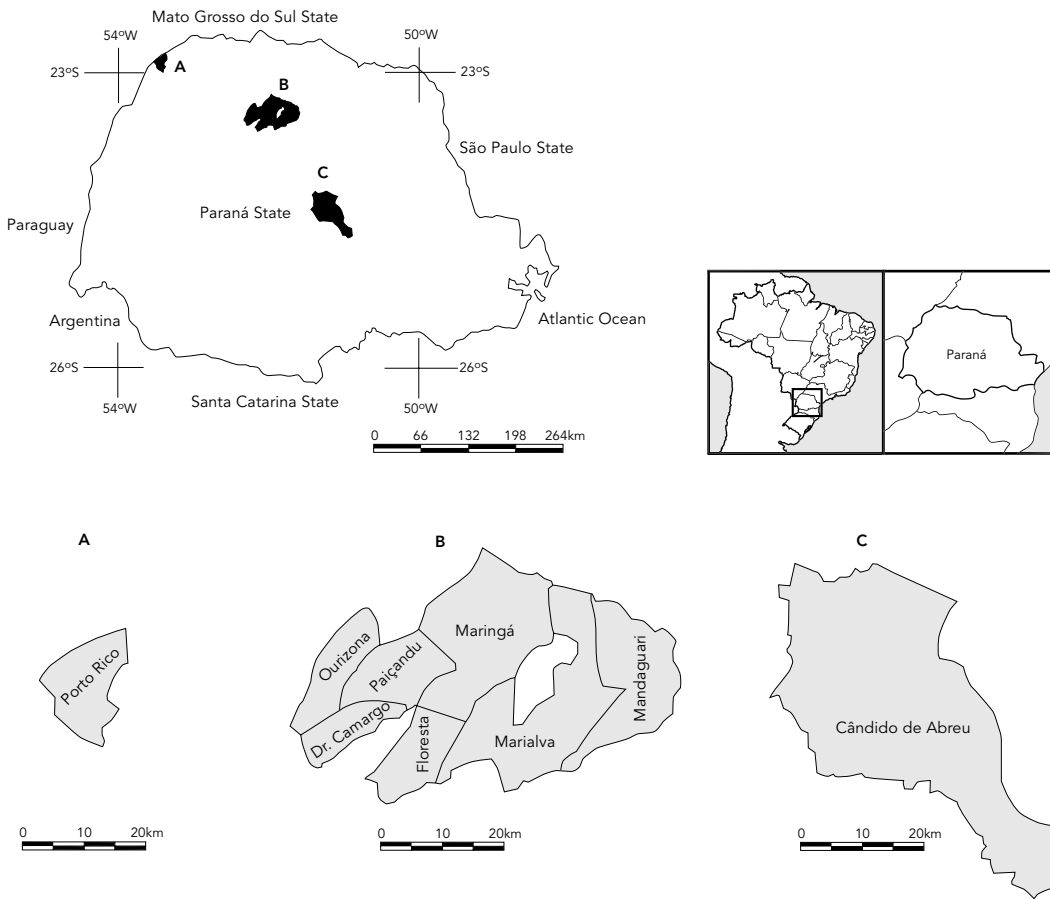 Mato Grosso do Sul State
54ºW
50ºW
23ºS
A
23ºS
B
São Paulo State
C
Paraná State
Paraguay
Argentina
Atlantic Ocean
26ºS
26ºS
54ºW
Santa Catarina State
50ºW
0 66 132 198 264km
Paraná
A
B
C
Porto Rico
Ourizona
Paiçandu
Maringá
Mandaguari
Dr. Camargo
Floresta
Marialva
Cândido de Abreu
0 10 20km
0 10 20km
0 10 20km